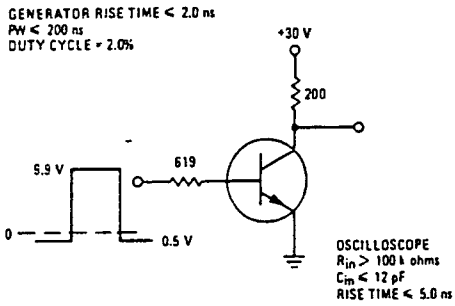 GENERATOR RISE TIME < 2.0 ns
PW < 200 ns
DUTY CYCLE = 2.0%
+30 V
200
619
5.9 V
0
0.5 V
OSCILLOSCOPE
Rin > 100 k ohms
Cin ≤ 12 pF
RISE TIME ≤ 5.0 ns